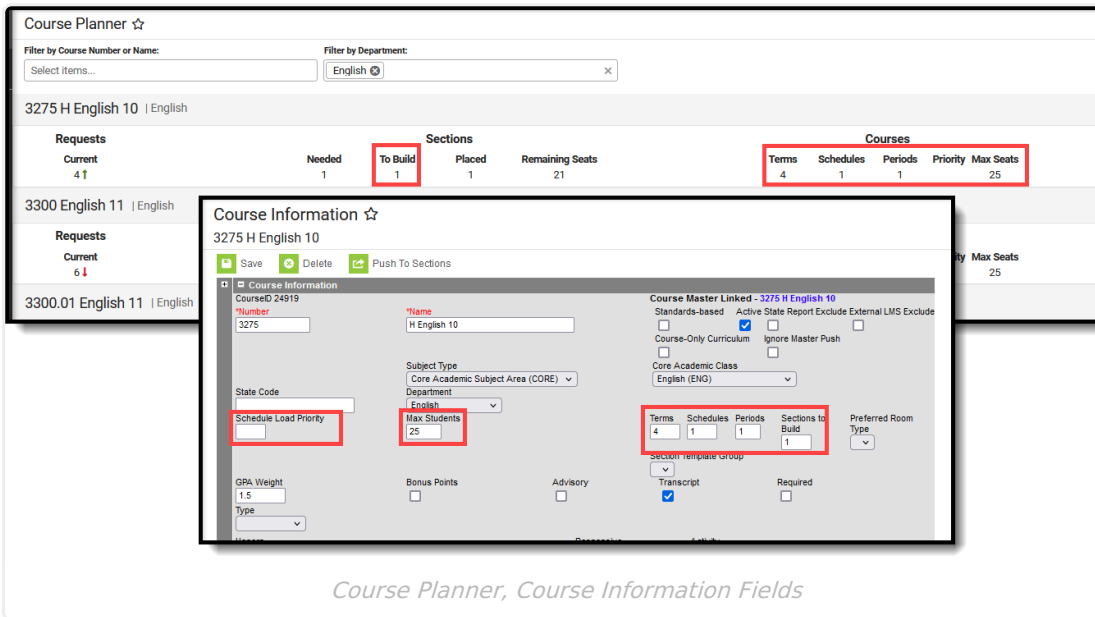 Course Planner
Filter by Course Number or Name: Filter by Department:
Select items... English
3275 H English 10 | English
Requests Sections Courses
Current Needed To Build Placed Remaining Seats Terms Schedules Periods Priority Max Seats
4 1 1 1 21 4 1 1 25
3300 English 11 | English
Requests
Current ity Max Seats
6 25
3300.01 English 11 | English
Course Information
3275 H English 10
Save Delete Push To Sections
Course Information
CourseID 24919 Course Master Linked - 3275 H English 10
*Number *Name Standards-based Active State Report Exclude External LMS Exclude
3275 H English 10
Course-Only Curriculum Ignore Master Push
Subject Type Core Academic Class
Core Academic Subject Area (CORE) English (ENG)
State Code Department
English
Schedule Load Priority Max Students Terms Schedules Periods Sections to Build Preferred Room Type
25 4 1 1 1
Section Template Group
GPA Weight Bonus Points Advisory Transcript Required
1.5
Type
Course Planner, Course Information Fields